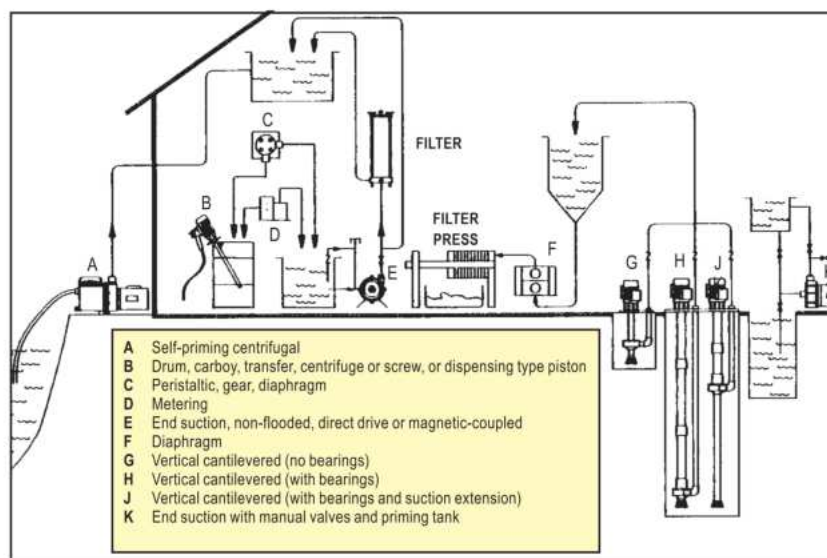 C
FILTER
B
D
FILTER
PRESS
F
A
E
G
H
J
A Self-priming centrifugal
B Drum, carboy, transfer, centrifuge or screw, or dispensing type piston
C Peristaltic, gear, diaphragm
D Metering
E End suction, non-flooded, direct drive or magnetic-coupled
F Diaphragm
G Vertical cantilevered (no bearings)
H Vertical cantilevered (with bearings)
J Vertical cantilevered (with bearings and suction extension)
K End suction with manual valves and priming tank